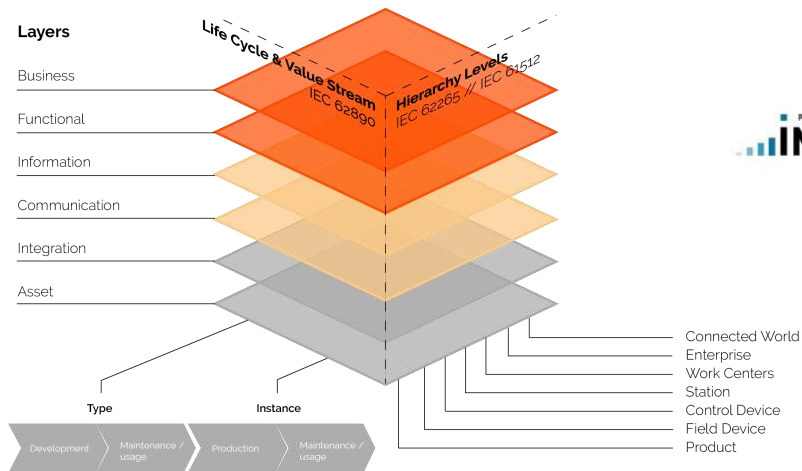 Layers
Business
Functional
Information
Communication
Integration
Asset
Life Cycle & Value Stream
IEC 62890
Hierarchy Levels
IEC 62265 // IEC 61512
Connected World
Enterprise
Work Centers
Station
Control Device
Field Device
Product
Type
Instance
Development
Maintenance /
usage
Production
Maintenance /
usage